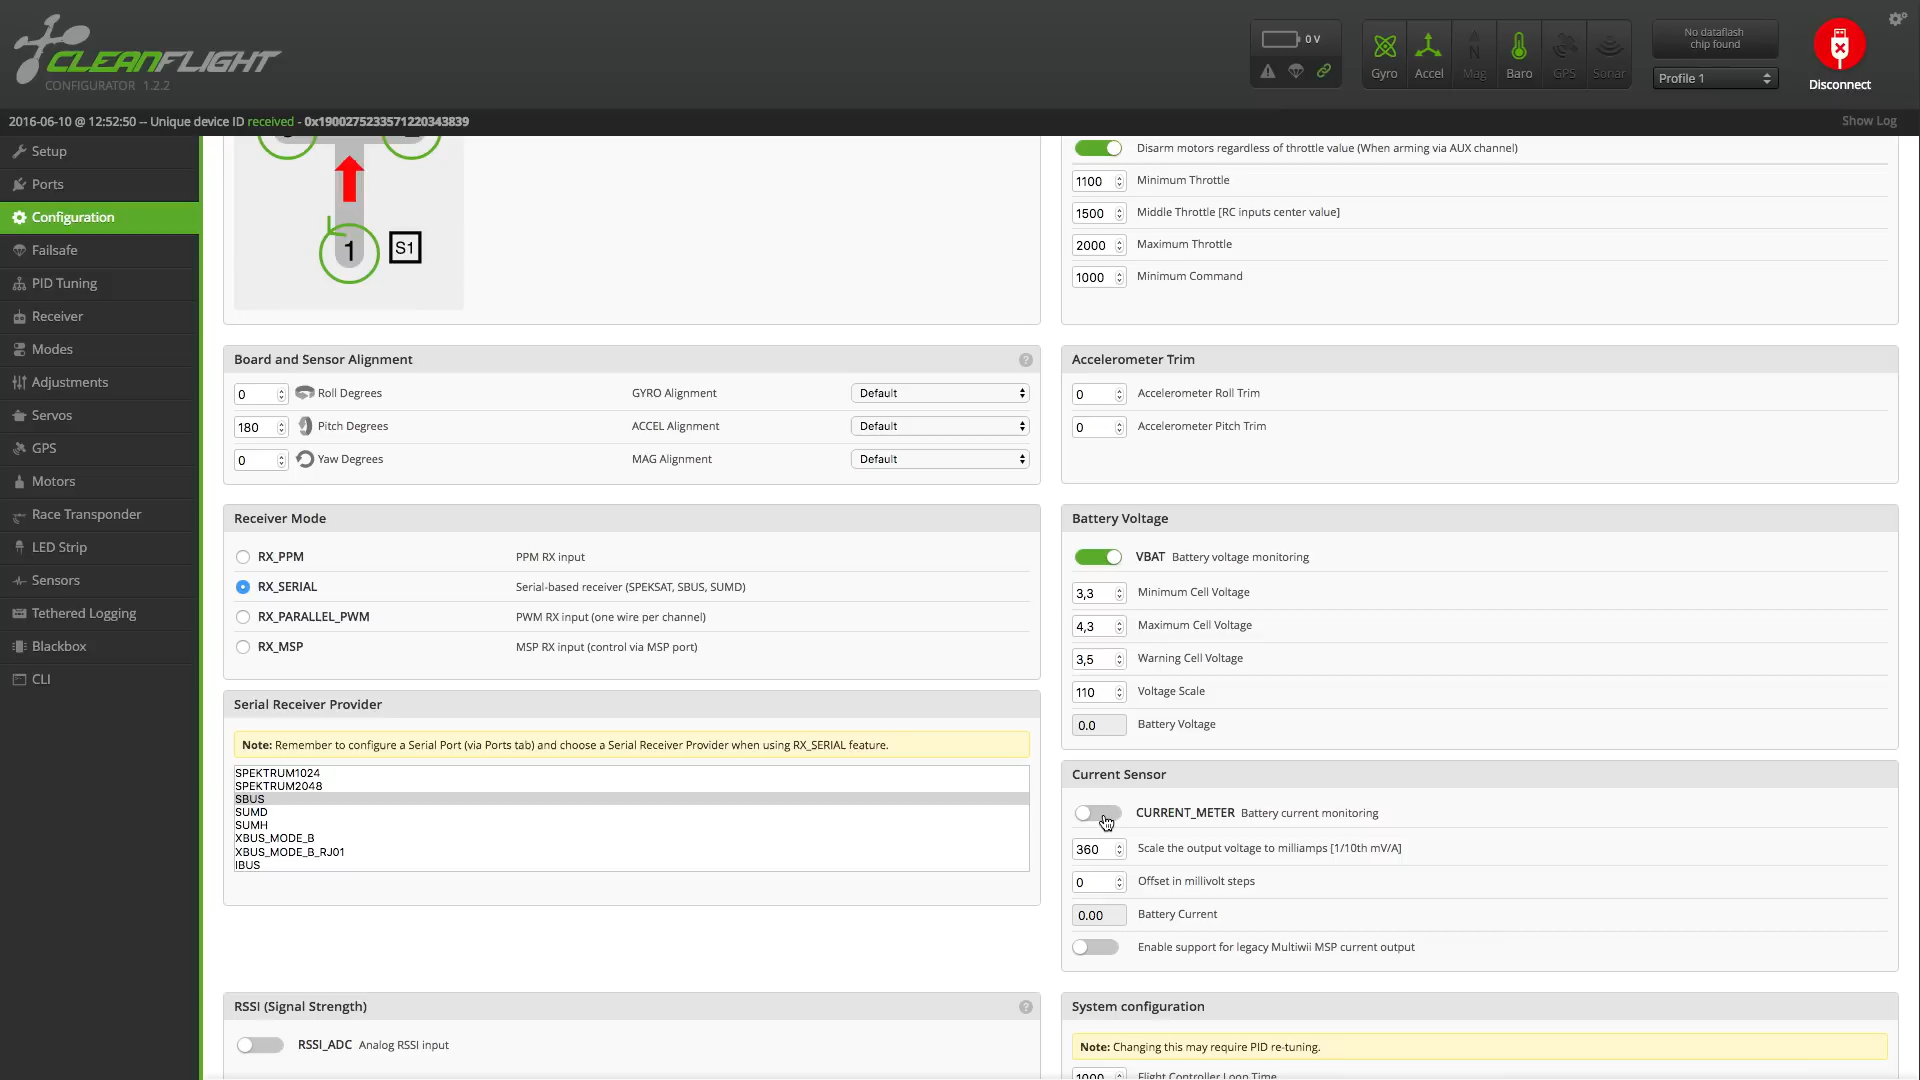 CLEANFLIGHT
CONFIGURATOR 1.2.2
0 V
Gyro
Accel
Mag
Baro
GPS
Sonar
No dataflash
chip found
Profile 1
Disconnect
2016-06-10 @ 12:52:50 -- Unique device ID received - 0x1900275233571220343839
Show Log
Setup
Ports
Configuration
Failsafe
PID Tuning
Receiver
Modes
Adjustments
Servos
GPS
Motors
Race Transponder
LED Strip
Sensors
Tethered Logging
Blackbox
CLI
1
S1
Disarm motors regardless of throttle value (When arming via AUX channel)
1100 Minimum Throttle
1500 Middle Throttle [RC inputs center value]
2000 Maximum Throttle
1000 Minimum Command
Board and Sensor Alignment
0 Roll Degrees GYRO Alignment Default
180 Pitch Degrees ACCEL Alignment Default
0 Yaw Degrees MAG Alignment Default
Accelerometer Trim
0 Accelerometer Roll Trim
0 Accelerometer Pitch Trim
Receiver Mode
RX_PPM PPM RX input
RX_SERIAL Serial-based receiver (SPEKSAT, SBUS, SUMD)
RX_PARALLEL_PWM PWM RX input (one wire per channel)
RX_MSP MSP RX input (control via MSP port)
Battery Voltage
VBAT Battery voltage monitoring
3,3 Minimum Cell Voltage
4,3 Maximum Cell Voltage
3,5 Warning Cell Voltage
110 Voltage Scale
0.0 Battery Voltage
Serial Receiver Provider
Note: Remember to configure a Serial Port (via Ports tab) and choose a Serial Receiver Provider when using RX_SERIAL feature.
SPEKTRUM1024
SPEKTRUM2048
SBUS
SUMD
SUMH
XBUS_MODE_B
XBUS_MODE_B_RJ01
IBUS
Current Sensor
CURRENT_METER Battery current monitoring
360 Scale the output voltage to milliamps [1/10th mV/A]
0 Offset in millivolt steps
0.00 Battery Current
Enable support for legacy Multiwii MSP current output
RSSI (Signal Strength)
RSSI_ADC Analog RSSI input
System configuration
Note: Changing this may require PID re-tuning.
1000 Flight Controller Loop Time